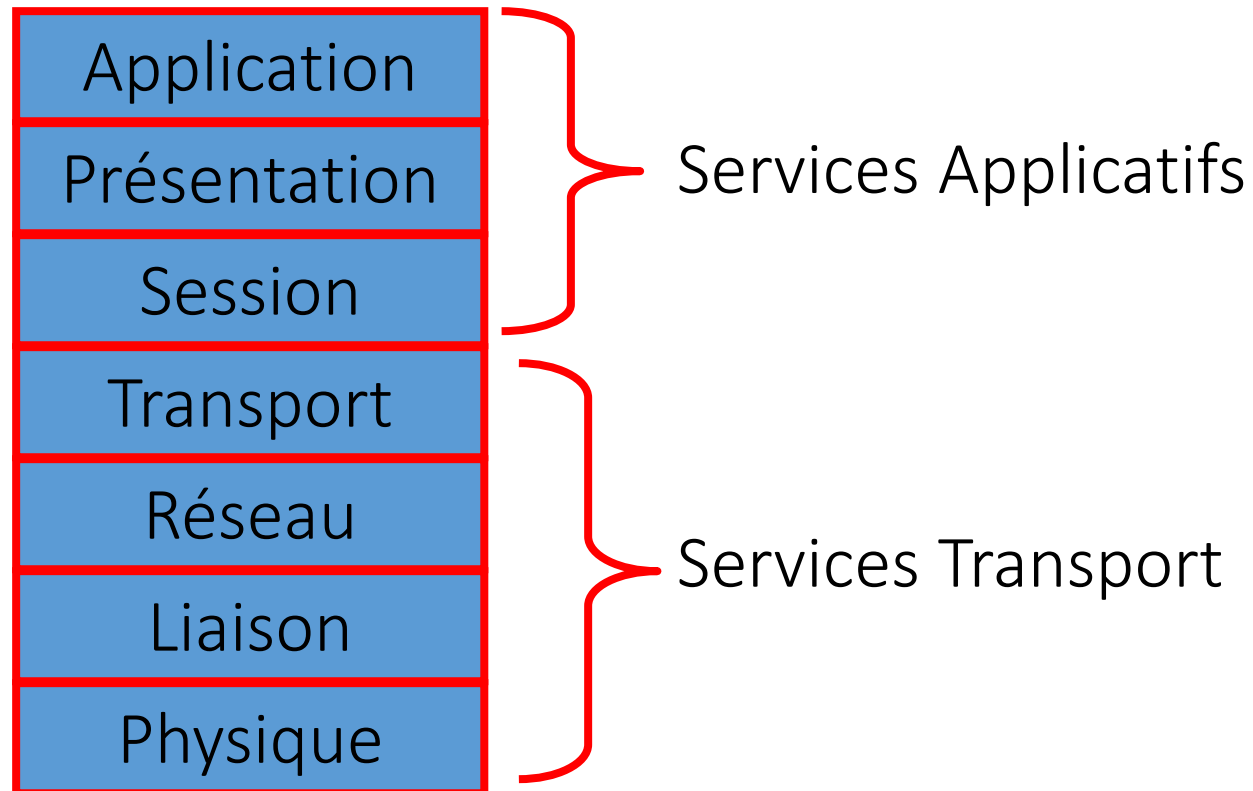 Application
Présentation
Session
Services Applicatifs
Transport
Réseau
Liaison
Physique
Services Transport